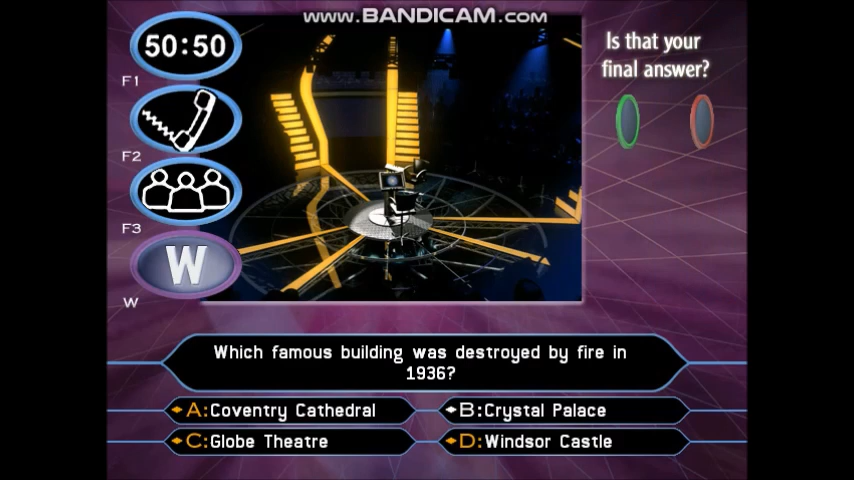 www.BANDICAM.com
50:50
F1
F2
F3
W
W
Is that your
final answer?
Which famous building was destroyed by fire in
1936?
A:Coventry Cathedral
B:Crystal Palace
C:Globe Theatre
D:Windsor Castle